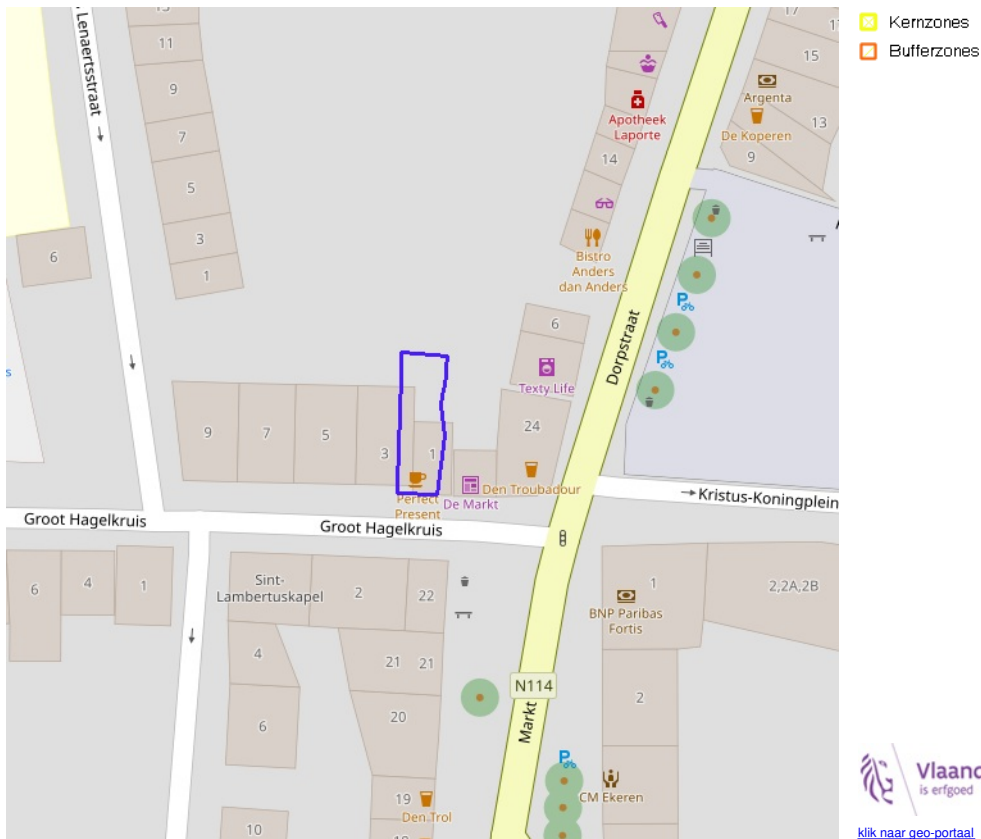 Kernzones
Bufferzones
Lenaertsstraat
11
9
7
5
3
1
6
Apotheek
Laporte
14
Bistro
Anders
dan Anders
17
15
Argenta
13
De Koperen
9
6
Texty Life
24
Den Troubadour
Dorpstraat
9
7
5
3
1
Perfect
Present
De Markt
Kristus-Koningplein
Groot Hagelkruis
Groot Hagelkruis
6
4
1
Sint-
Lambertuskapel
2
22
BNP Paribas
Fortis
1
2,2A,2B
4
21
21
6
20
N114
Markt
2
CM Ekeren
19
Den Trol
10
Vlaand
is erfgoed
klik naar geo-portaal